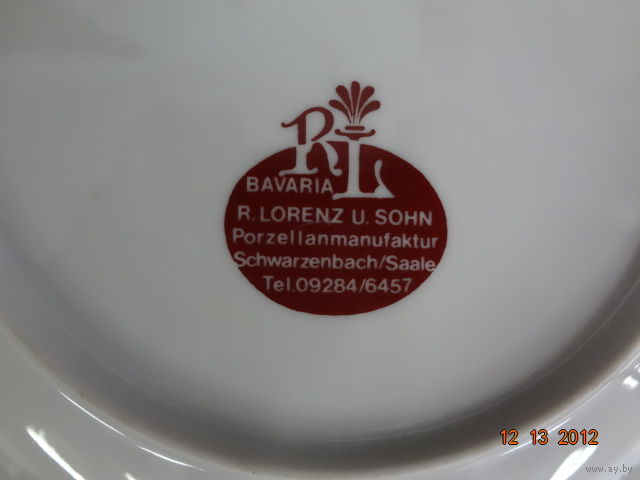 RL
BAVARIA
R. LORENZ U. SOHN
Porzellanmanufaktur
Schwarzenbach/Saale
Tel.09284/6457
12 13 2012
www.ay.by